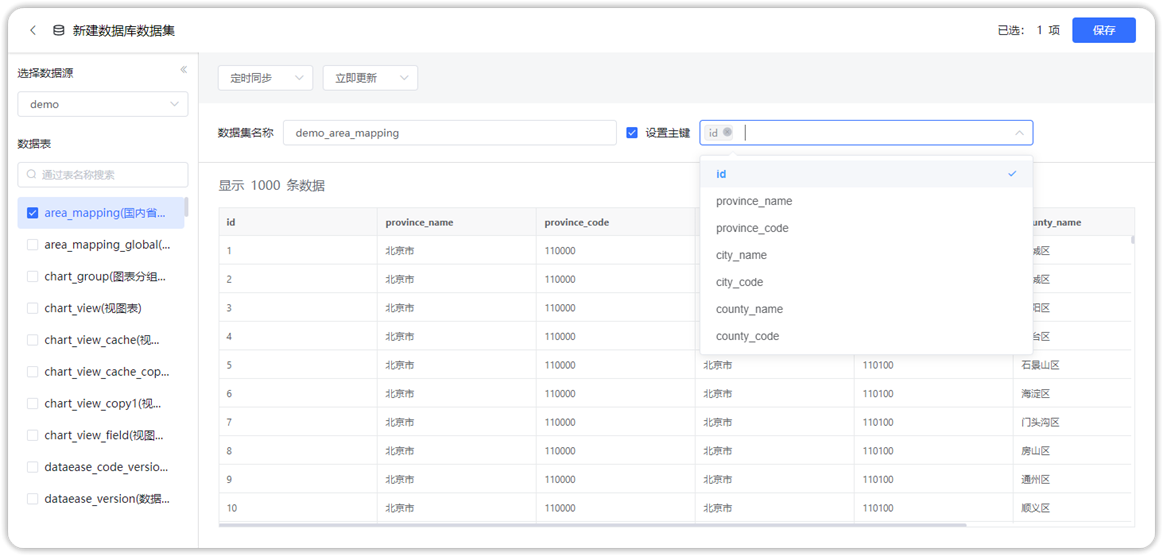 新建数据库数据集
已选： 1 项
保存
选择数据源
demo
数据表
通过表名称搜索
area_mapping(国内省...
area_mapping_global(...
chart_group(图表分组...
chart_view(视图表)
chart_view_cache(视...
chart_view_cache_cop...
chart_view_copy1(视...
chart_view_field(视图...
dataease_code_versio...
dataease_version(数据...
定时同步 立即更新
数据集名称 demo_area_mapping 设置主键 id
id
province_name
province_code
city_name
city_code
county_name
county_code
显示 1000 条数据
id province_name province_code unty_name
1 北京市 110000 城区
2 北京市 110000 城区
3 北京市 110000 阳区
4 北京市 110000 台区
5 北京市 110000 北京市 110100 石景山区
6 北京市 110000 北京市 110100 海淀区
7 北京市 110000 北京市 110100 门头沟区
8 北京市 110000 北京市 110100 房山区
9 北京市 110000 北京市 110100 通州区
10 北京市 110000 北京市 110100 顺义区